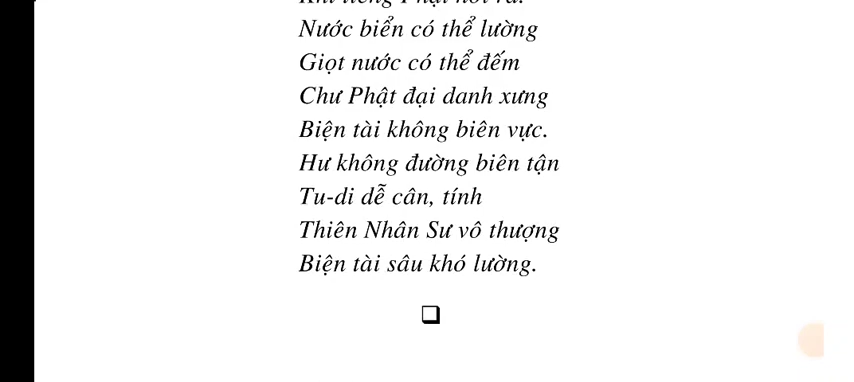 Nước biển có thể lường
Giọt nước có thể đếm
Chư Phật đại danh xưng
Biện tài không biên vực.
Hư không đường biên tận
Tu-di dễ cân, tính
Thiên Nhân Sư vô thượng
Biện tài sâu khó lường.